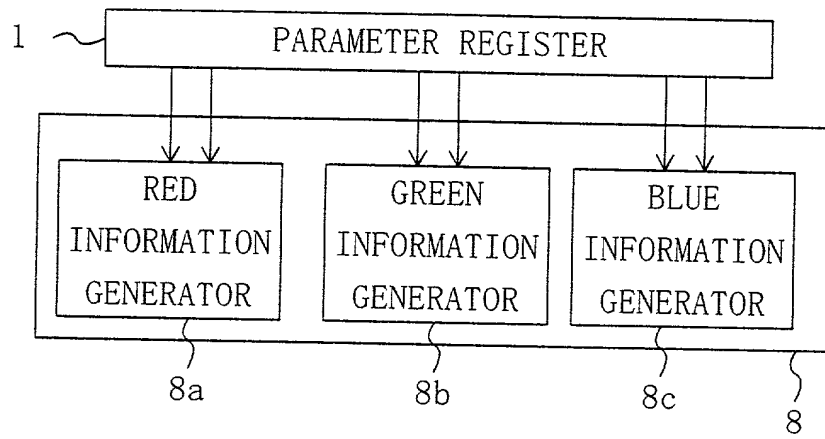 1
PARAMETER REGISTER
RED
INFORMATION
GENERATOR
GREEN
INFORMATION
GENERATOR
BLUE
INFORMATION
GENERATOR
8a
8b
8c
8